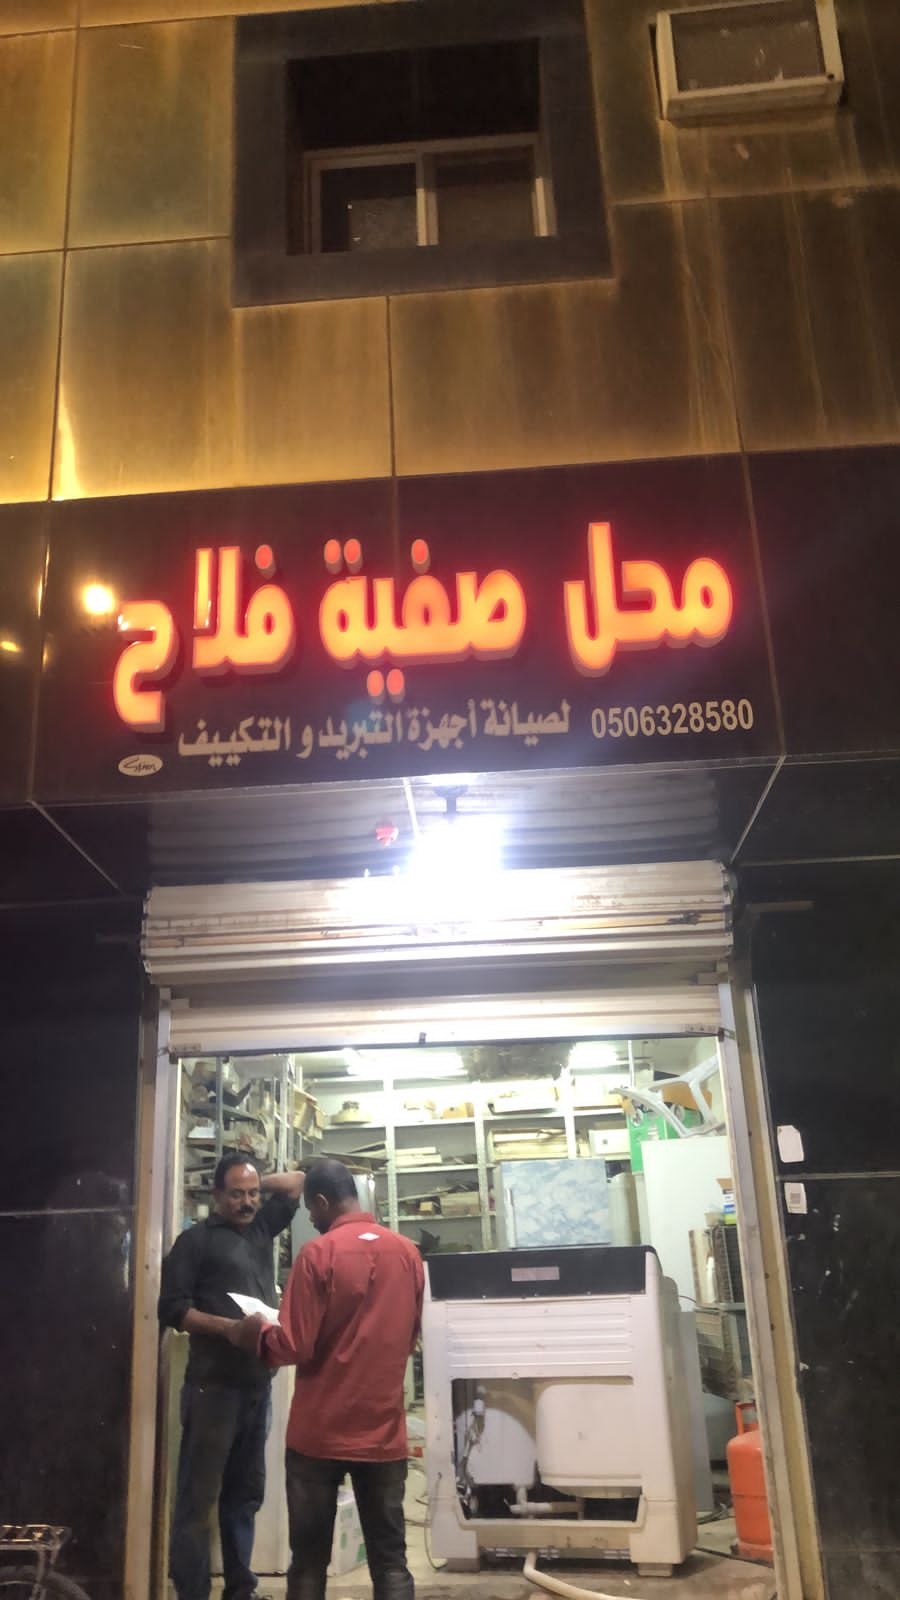 محل صفية فلاح
لصيانة أجهزة التبريد و التكييف 0506328580